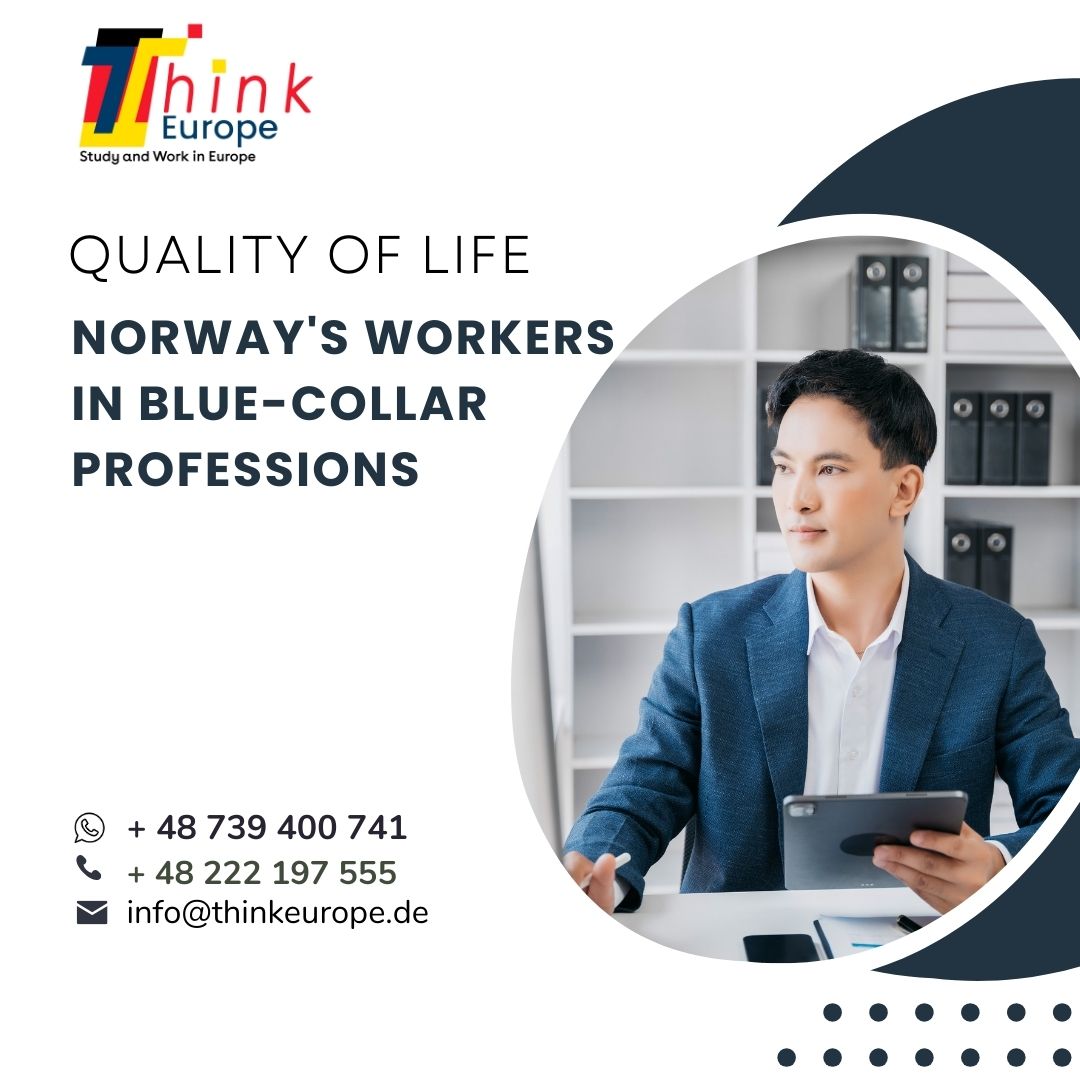 Think
Europe
Study and Work in Europe
QUALITY OF LIFE
NORWAY'S WORKERS
IN BLUE-COLLAR
PROFESSIONS
+ 48 739 400 741
+ 48 222 197 555
info@thinkeurope.de